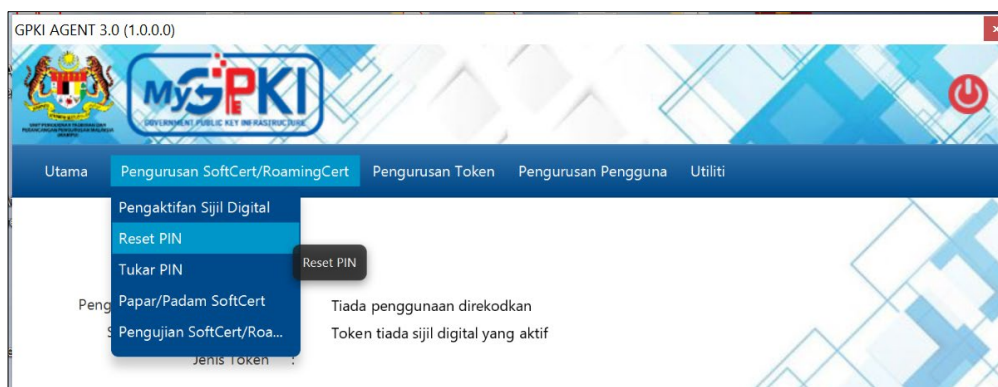 GPKI AGENT 3.0 (1.0.0.0)
MyGPKI
GOVERNMENT PUBLIC KEY INFRASTRUCTURE
Utama
Pengurusan SoftCert/RoamingCert
Pengurusan Token
Pengurusan Pengguna
Utiliti
Pengaktifan Sijil Digital
Reset PIN
Reset PIN
Tukar PIN
Papar/Padam SoftCert
Pengujian SoftCert/Roa...
Peng
Tiada penggunaan direkodkan
Token tiada sijil digital yang aktif
Jenis Token :